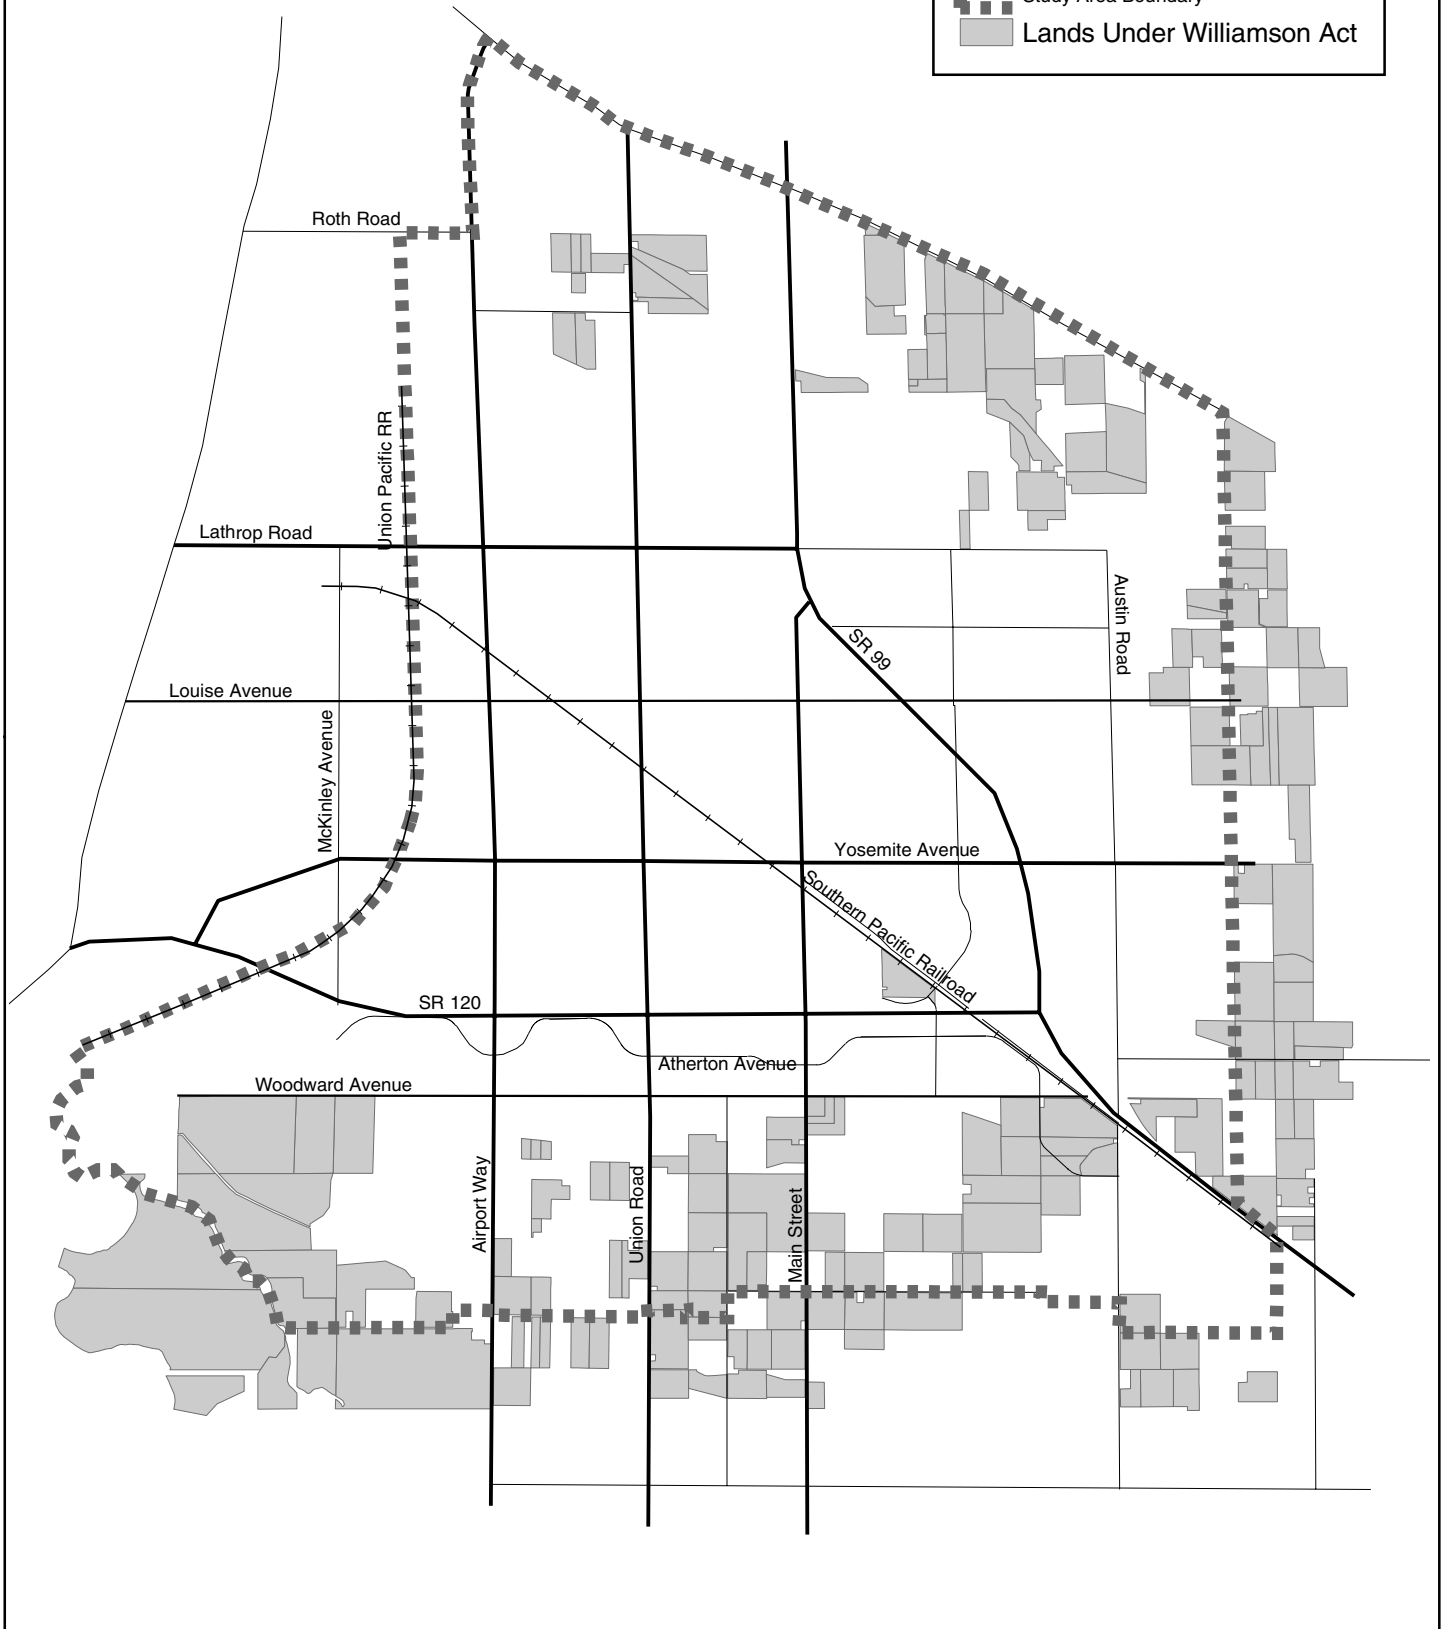 Study Area Boundary
Lands Under Williamson Act
Roth Road
Union Pacific RR
Lathrop Road
Austin Road
SR 99
Louise Avenue
McKinley Avenue
Yosemite Avenue
Southern Pacific Railroad
SR 120
Atherton Avenue
Woodward Avenue
Airport Way
Union Road
Main Street